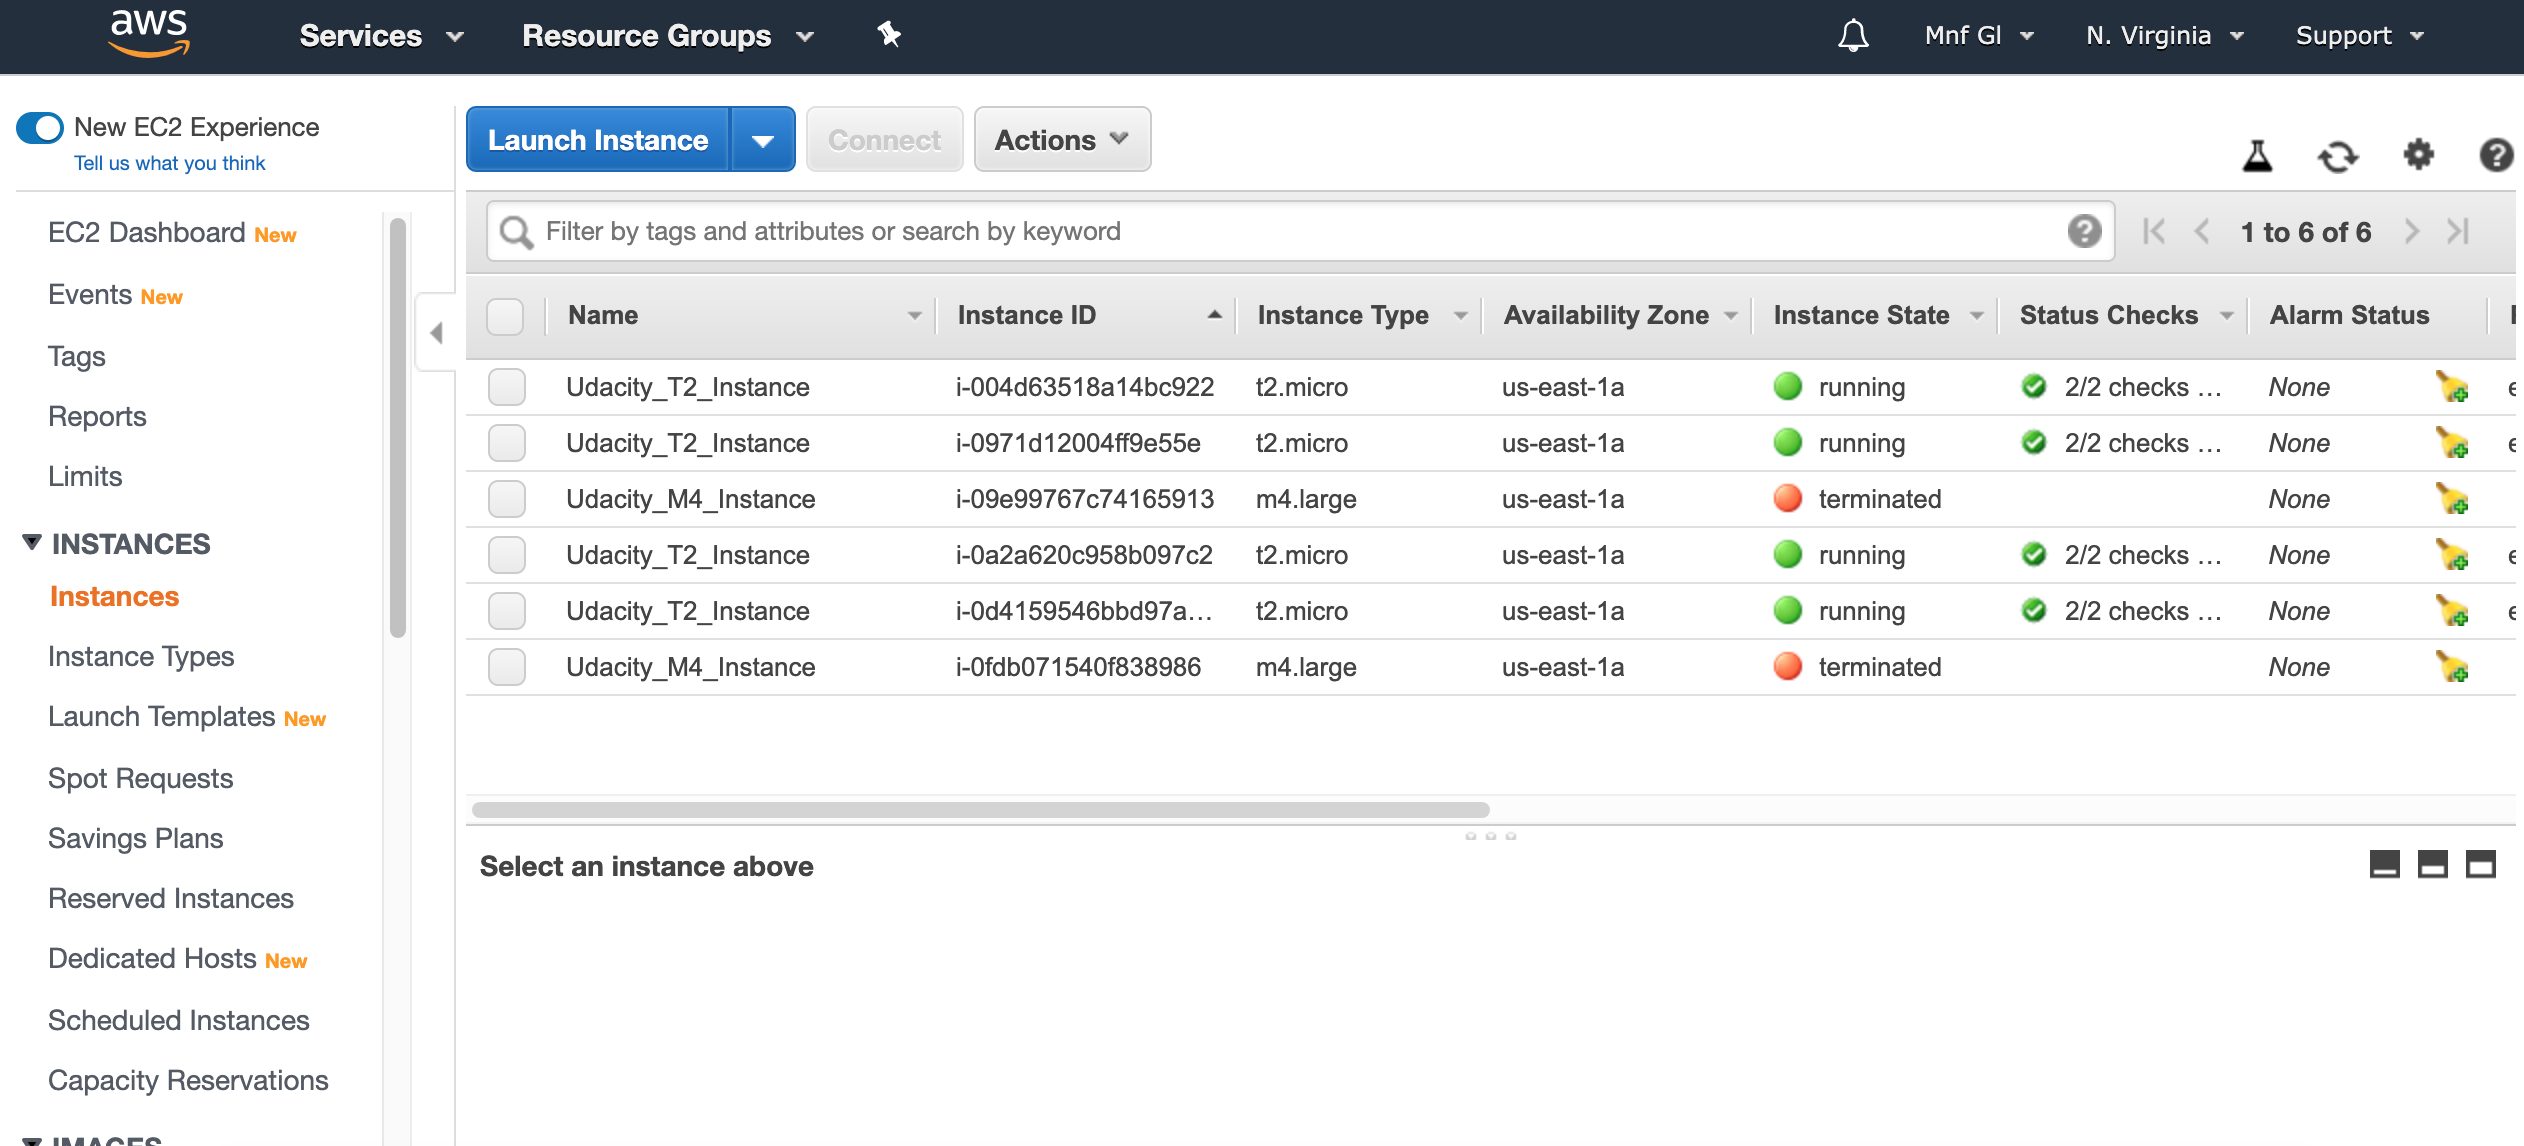 aws Services Resource Groups Mnf Gl N. Virginia Support
New EC2 Experience
Tell us what you think
EC2 Dashboard New
Events New
Tags
Reports
Limits
INSTANCES
Instances
Instance Types
Launch Templates New
Spot Requests
Savings Plans
Reserved Instances
Dedicated Hosts New
Scheduled Instances
Capacity Reservations
IMAGES
Launch Instance Connect Actions
Filter by tags and attributes or search by keyword 1 to 6 of 6
Name Instance ID Instance Type Availability Zone Instance State Status Checks Alarm Status
Udacity_T2_Instance i-004d63518a14bc922 t2.micro us-east-1a running 2/2 checks ... None
Udacity_T2_Instance i-0971d12004ff9e55e t2.micro us-east-1a running 2/2 checks ... None
Udacity_M4_Instance i-09e99767c74165913 m4.large us-east-1a terminated None
Udacity_T2_Instance i-0a2a620c958b097c2 t2.micro us-east-1a running 2/2 checks ... None
Udacity_T2_Instance i-0d4159546bbd97a... t2.micro us-east-1a running 2/2 checks ... None
Udacity_M4_Instance i-0fdb071540f838986 m4.large us-east-1a terminated None
Select an instance above